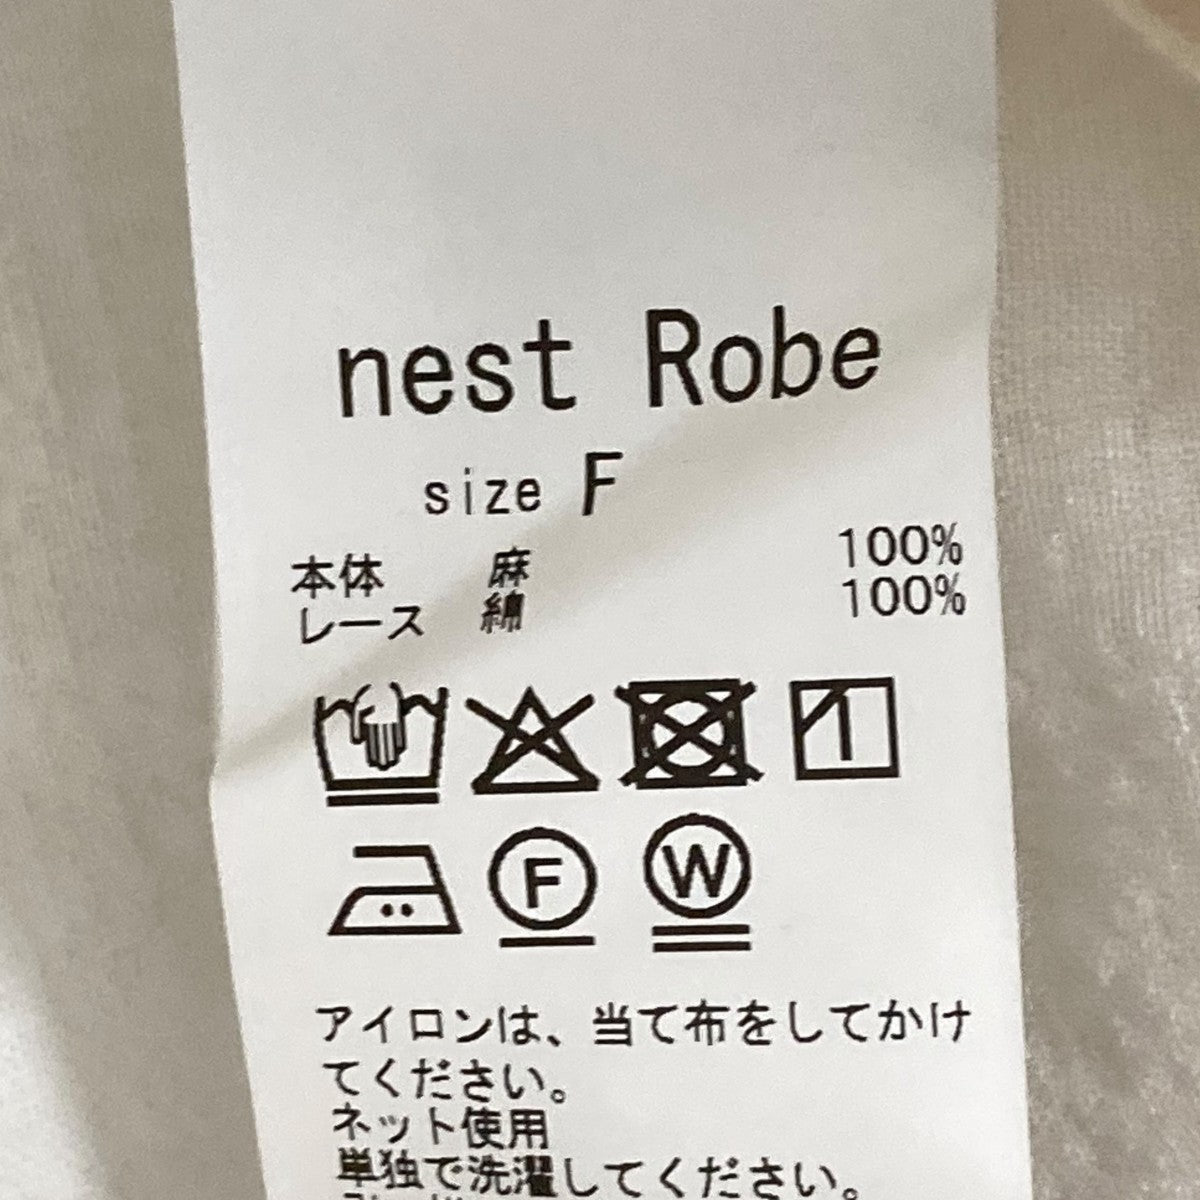 nest Robe
size F
本体 麻 100%
レース 綿 100%
F W
アイロンは、当て布をしてかけ
てください。
ネット使用
単独で洗濯してください。